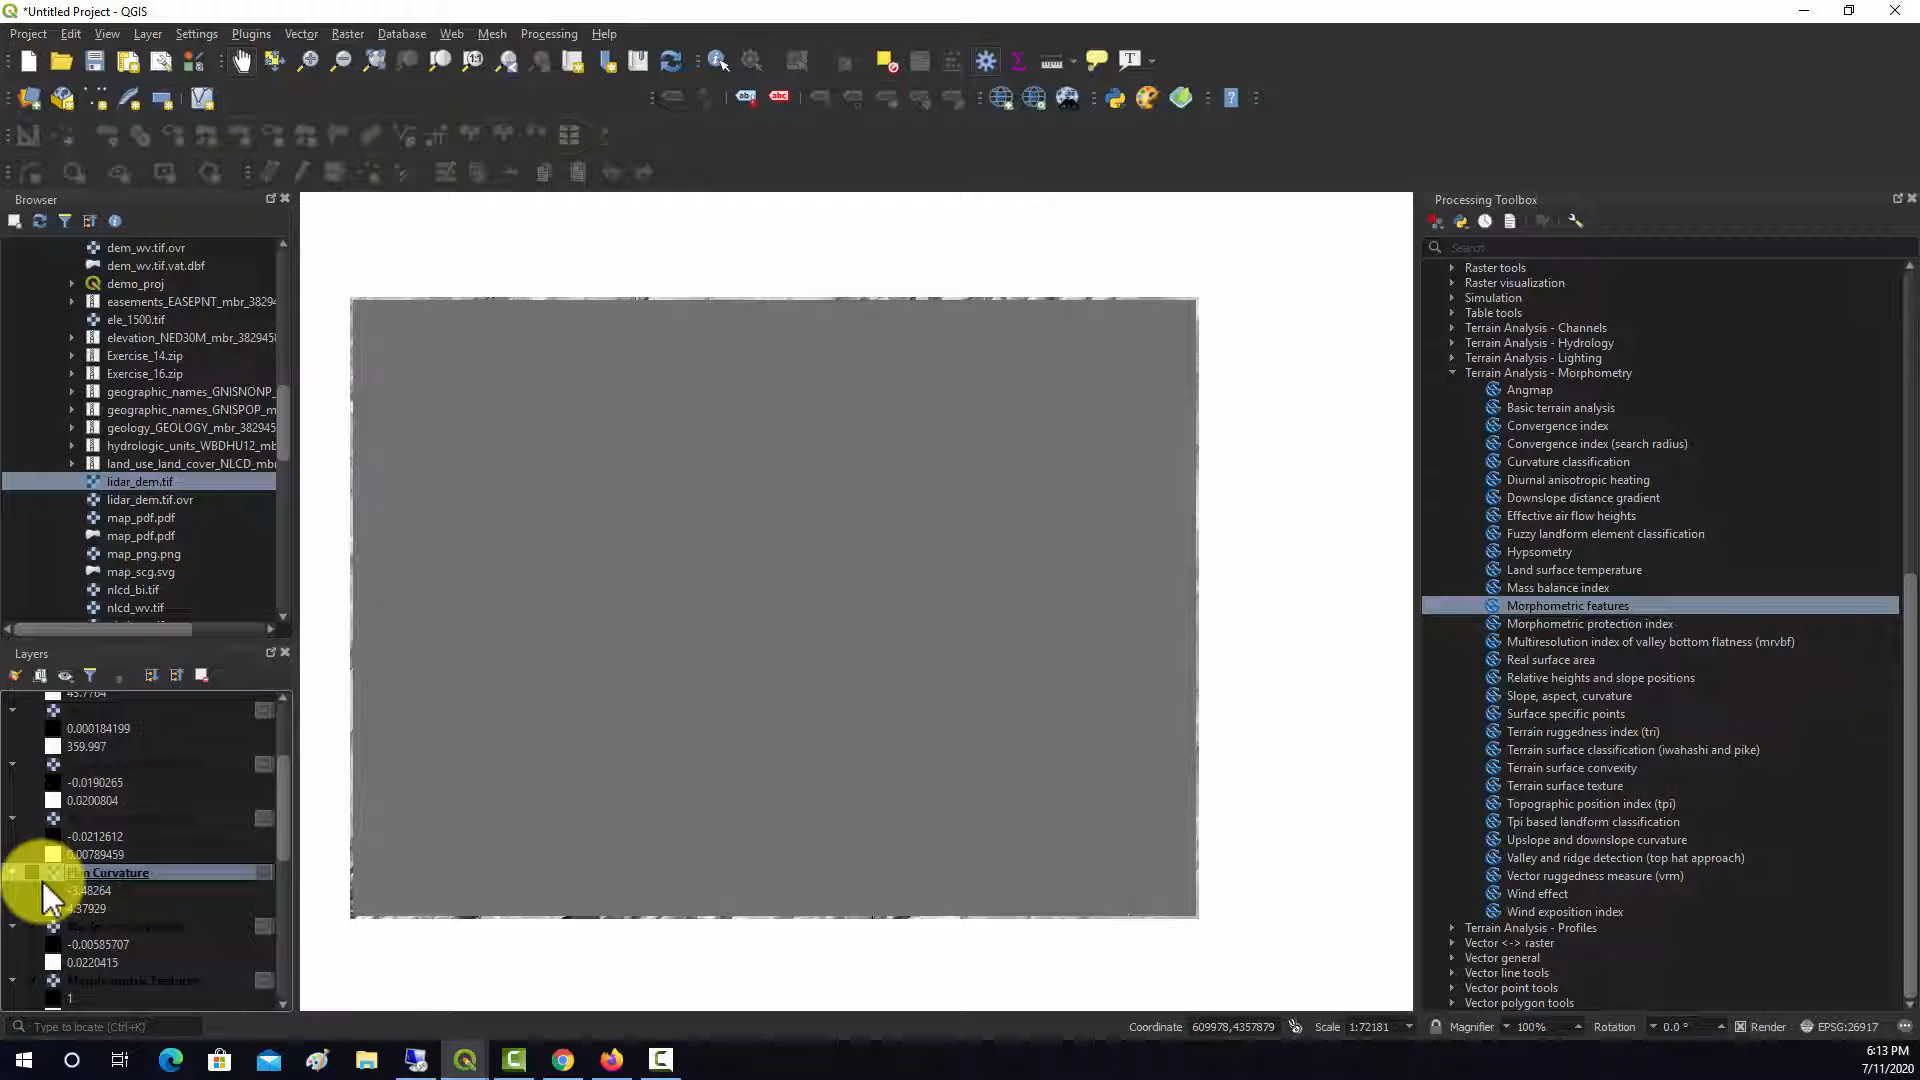 *Untitled Project - QGIS
Project Edit View Layer Settings Plugins Vector Raster Database Web Mesh Processing Help
Browser
dem_wv.tif.ovr
dem_wv.tif.vat.dbf
demo_proj
easements_EASEPNT_mbr_38294
ele_1500.tif
elevation_NED30M_mbr_3829458
Exercise_14.zip
Exercise_16.zip
geographic_names_GNISNONP_
geographic_names_GNISPOP_m
geology_GEOLOGY_mbr_382945
hydrologic_units_WBDHU12_mb
land_use_land_cover_NLCD_mbr
lidar_dem.tif
lidar_dem.tif.ovr
map_pdf.pdf
map_pdf.pdf
map_png.png
map_scg.svg
nlcd_bi.tif
nlcd_wv.tif
Layers
43.7764
0.000184199
359.997
-0.0190265
0.0200804
-0.0212612
0.00789459
Plan Curvature
-3.48264
4.37929
-0.00585707
0.0220415
Morphometric Features
1
Type to locate (Ctrl+K)
Processing Toolbox
Search
Raster tools
Raster visualization
Simulation
Table tools
Terrain Analysis - Channels
Terrain Analysis - Hydrology
Terrain Analysis - Lighting
Terrain Analysis - Morphometry
Angmap
Basic terrain analysis
Convergence index
Convergence index (search radius)
Curvature classification
Diurnal anisotropic heating
Downslope distance gradient
Effective air flow heights
Fuzzy landform element classification
Hypsometry
Land surface temperature
Mass balance index
Morphometric features
Morphometric protection index
Multiresolution index of valley bottom flatness (mrvbf)
Real surface area
Relative heights and slope positions
Slope, aspect, curvature
Surface specific points
Terrain ruggedness index (tri)
Terrain surface classification (iwahashi and pike)
Terrain surface convexity
Terrain surface texture
Topographic position index (tpi)
Tpi based landform classification
Upslope and downslope curvature
Valley and ridge detection (top hat approach)
Vector ruggedness measure (vrm)
Wind effect
Wind exposition index
Terrain Analysis - Profiles
Vector <-> raster
Vector general
Vector line tools
Vector point tools
Vector polygon tools
Coordinate 609978,4357879 Scale 1:72181 Magnifier 100% Rotation 0.0 ° Render EPSG:26917
6:13 PM
7/11/2020